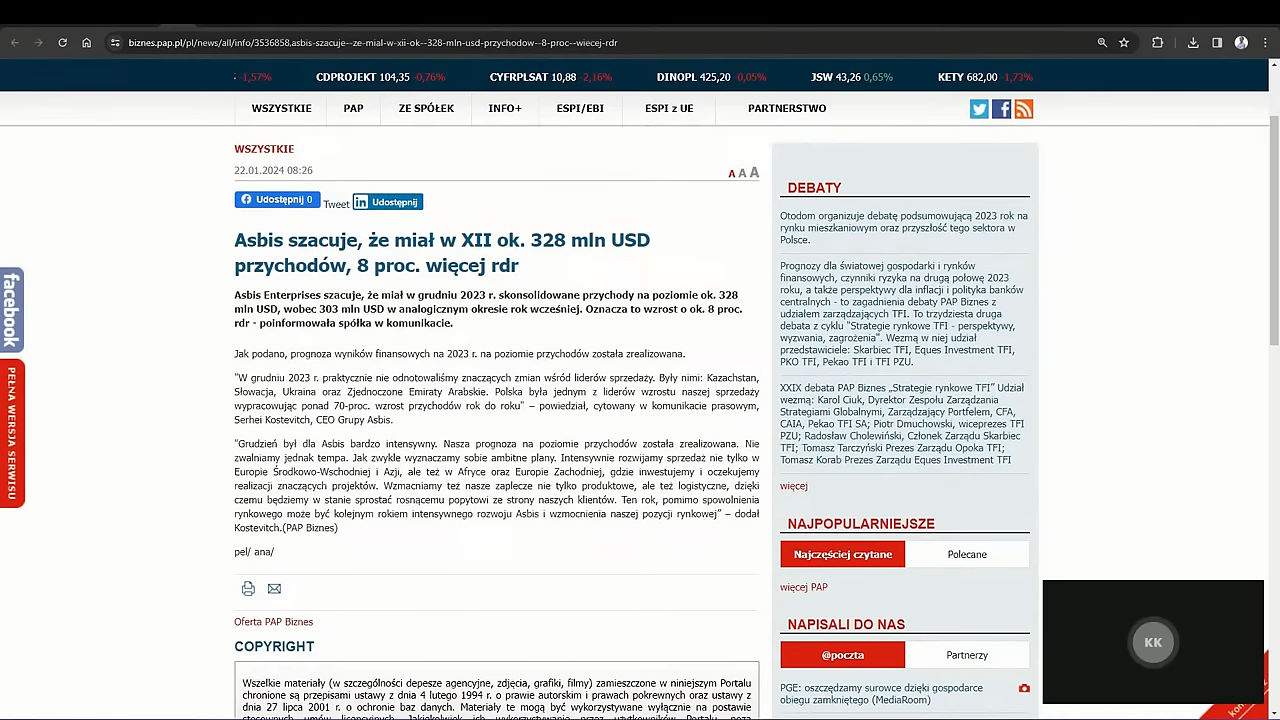 biznes.pap.pl/pl/news/all/info/3536858,asbis-szacuje--ze-mial-w-xii-ok--328-mln-usd-przychodow--8-proc--wiecej-rdr
-1,57% CDPROJEKT 104,35 -0,76% CYFRPLSAT 10,88 -2,16% DINOPL 425,20 -0,05% JSW 43,26 0,65% KETY 682,00 -1,73%
WSZYSTKIE PAP ZE SPÓŁEK INFO+ ESPI/EBI ESPI z UE PARTNERSTWO
WSZYSTKIE
22.01.2024 08:26
A A A
Udostępnij 0 Tweet in Udostępnij
Asbis szacuje, że miał w XII ok. 328 mln USD
przychodów, 8 proc. więcej rdr
Asbis Enterprises szacuje, że miał w grudniu 2023 r. skonsolidowane przychody na poziomie ok. 328
mln USD, wobec 303 mln USD w analogicznym okresie rok wcześniej. Oznacza to wzrost o ok. 8 proc.
rdr - poinformowała spółka w komunikacie.
Jak podano, prognoza wyników finansowych na 2023 r. na poziomie przychodów została zrealizowana.
"W grudniu 2023 r. praktycznie nie odnotowaliśmy znaczących zmian wśród liderów sprzedaży. Były nimi: Kazachstan,
Słowacja, Ukraina oraz Zjednoczone Emiraty Arabskie. Polska była jednym z liderów wzrostu naszej sprzedaży
wypracowując ponad 70-proc. wzrost przychodów rok do roku" – powiedział, cytowany w komunikacie prasowym,
Serhei Kostevitch, CEO Grupy Asbis.
"Grudzień był dla Asbis bardzo intensywny. Nasza prognoza na poziomie przychodów została zrealizowana. Nie
zwalniamy jednak tempa. Jak zwykle wyznaczamy sobie ambitne plany. Intensywnie rozwijamy sprzedaż nie tylko w
Europie Środkowo-Wschodniej i Azji, ale też w Afryce oraz Europie Zachodniej, gdzie inwestujemy i oczekujemy
realizacji znaczących projektów. Wzmacniamy też nasze zaplecze nie tylko produktowe, ale też logistyczne, dzięki
czemu będziemy w stanie sprostać rosnącemu popytowi ze strony naszych klientów. Ten rok, pomimo spowolnienia
rynkowego może być kolejnym rokiem intensywnego rozwoju Asbis i wzmocnienia naszej pozycji rynkowej” – dodał
Kostevitch.(PAP Biznes)
pel/ ana/
Oferta PAP Biznes
COPYRIGHT
Wszelkie materiały (w szczególności depesze agencyjne, zdjęcia, grafiki, filmy) zamieszczone w niniejszym Portalu
chronione są przepisami ustawy z dnia 4 lutego 1994 r. o prawie autorskim i prawach pokrewnych oraz ustawy z
dnia 27 lipca 2001 r. o ochronie baz danych. Materiały te mogą być wykorzystywane wyłącznie na postawie
DEBATY
Otodom organizuje debatę podsumowującą 2023 rok na
rynku mieszkaniowym oraz przyszłość tego sektora w
Polsce.
Prognozy dla światowej gospodarki i rynków
finansowych, czynniki ryzyka na drugą połowę 2023
roku, a także perspektywy dla inflacji i polityka banków
centralnych - to zagadnienia debaty PAP Biznes z
udziałem zarządzających TFI. To trzydziesta druga
debata z cyklu "Strategie rynkowe TFI - perspektywy,
wyzwania, zagrożenia". Wezmą w niej udział
przedstawiciele: Skarbiec TFI, Eques Investment TFI,
PKO TFI, Pekao TFI i TFI PZU.
XXIX debata PAP Biznes „Strategie rynkowe TFI” Udział
wezmą: Karol Ciuk, Dyrektor Zespołu Zarządzania
Strategiami Globalnymi, Zarządzający Portfelem, CFA,
CAIA, Pekao TFI SA; Piotr Dmuchowski, wiceprezes TFI
PZU; Radosław Cholewiński, Członek Zarządu Skarbiec
TFI; Tomasz Tarczyński Prezes Zarządu Opoka TFI;
Tomasz Korab Prezes Zarządu Eques Investment TFI
więcej
NAJPOPULARNIEJSZE
Najczęściej czytane Polecane
więcej PAP
NAPISALI DO NAS
@poczta Partnerzy
PGE: oszczędzamy surowce dzięki gospodarce
obiegu zamkniętego (MediaRoom)
facebook
PEŁNA WERSJA SERWISU
KK